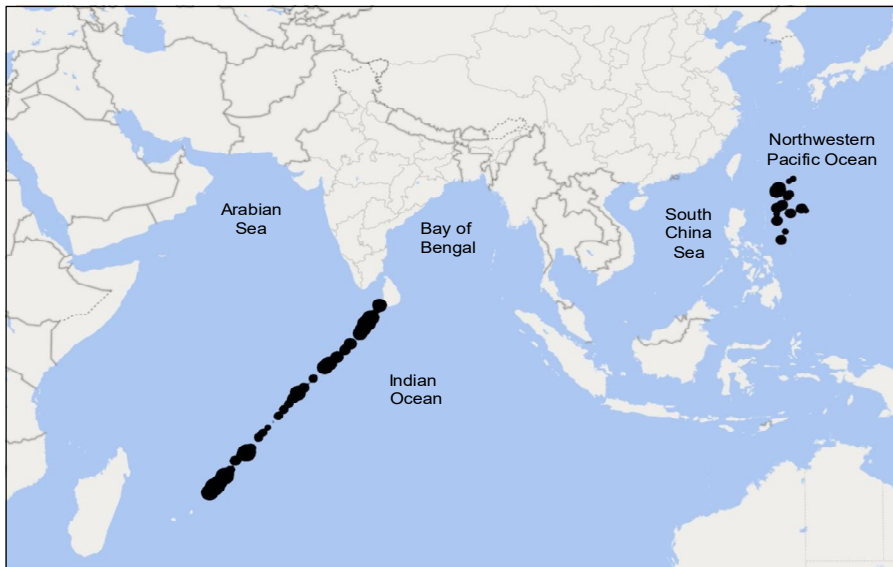 Northwestern
Pacific Ocean
Arabian
Sea
Bay of
Bengal
South
China
Sea
Indian
Ocean